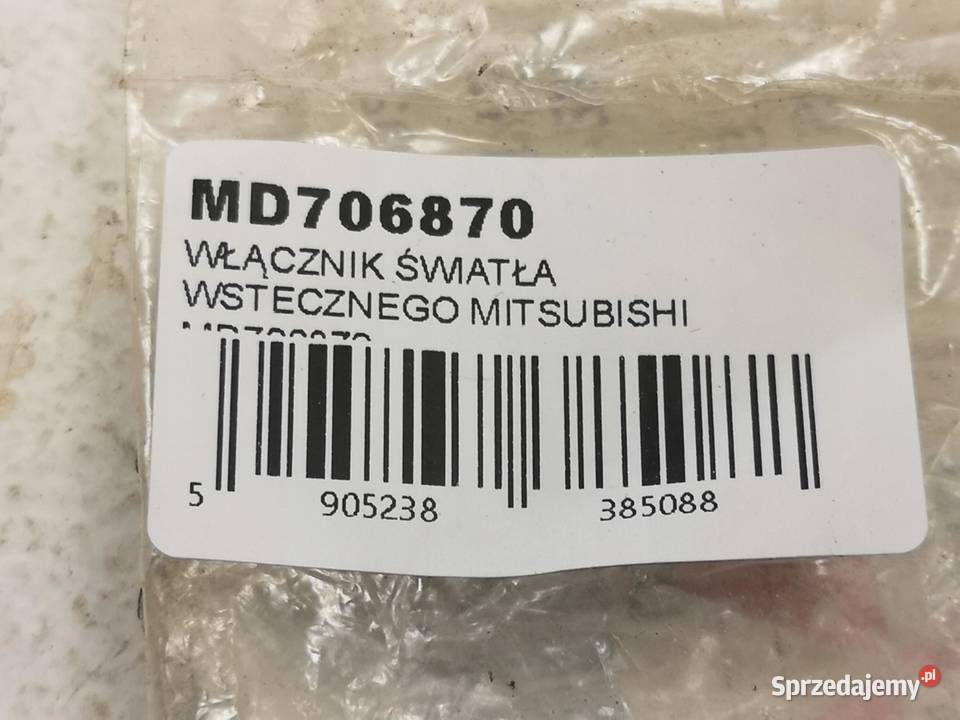 MD706870
WŁĄCZNIK ŚWIATŁA
WSTECZNEGO MITSUBISHI
5 905238 385088
Sprzedajemy.pl